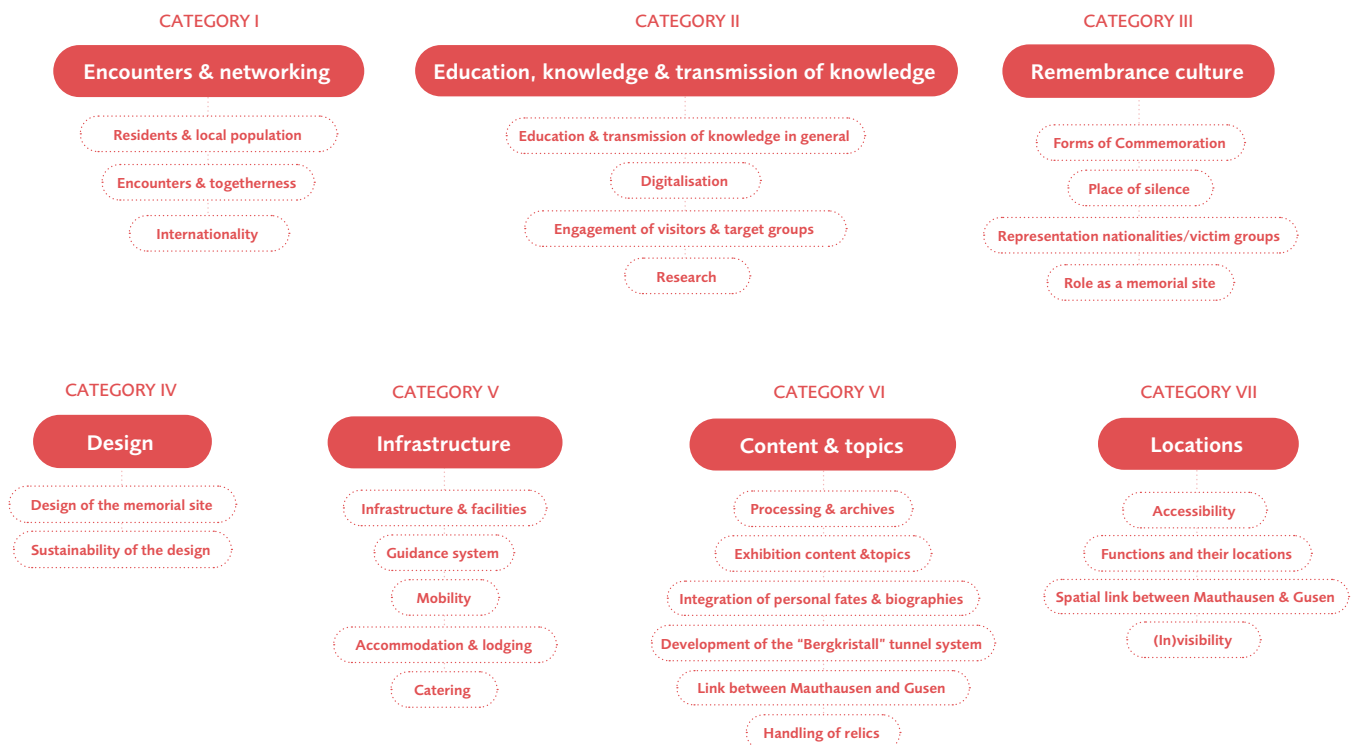 CATEGORY I
Encounters & networking
Residents & local population
Encounters & togetherness
Internationality
CATEGORY II
Education, knowledge & transmission of knowledge
Education & transmission of knowledge in general
Digitalisation
Engagement of visitors & target groups
Research
CATEGORY III
Remembrance culture
Forms of Commemoration
Place of silence
Representation nationalities/victim groups
Role as a memorial site
CATEGORY IV
Design
Design of the memorial site
Sustainability of the design
CATEGORY V
Infrastructure
Infrastructure & facilities
Guidance system
Mobility
Accommodation & lodging
Catering
CATEGORY VI
Content & topics
Processing & archives
Exhibition content &topics
Integration of personal fates & biographies
Development of the "Bergkristall" tunnel system
Link between Mauthausen and Gusen
Handling of relics
CATEGORY VII
Locations
Accessibility
Functions and their locations
Spatial link between Mauthausen & Gusen
(In)visibility